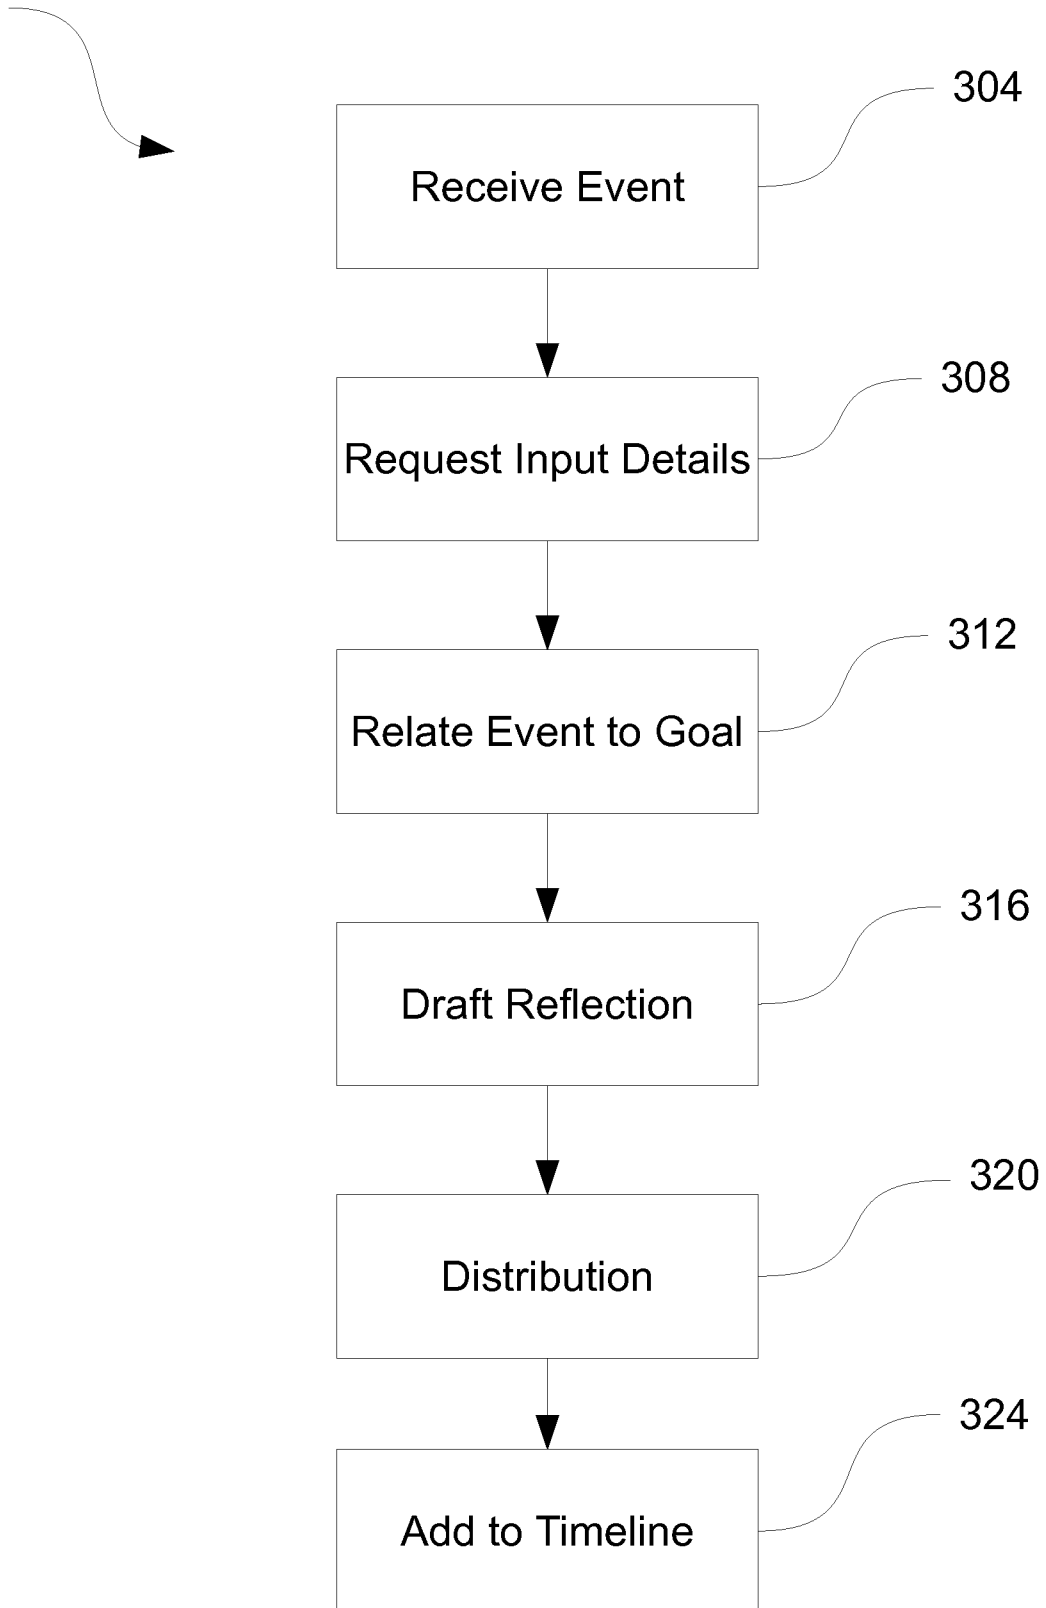 304
Receive Event
308
Request Input Details
312
Relate Event to Goal
316
Draft Reflection
320
Distribution
324
Add to Timeline